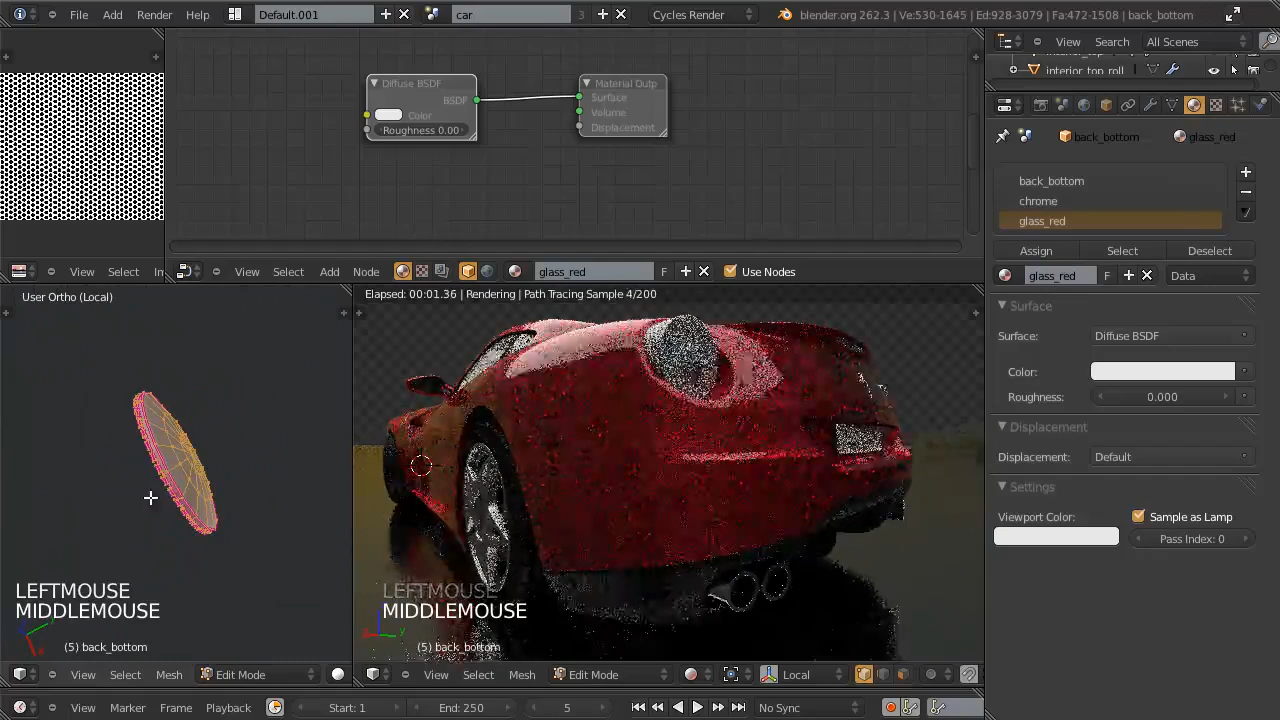 File Add Render Help Default.001 car 3 Cycles Render blender.org 262.3 | Ve:530-1645 | Ed:928-3079 | Fa:472-1508 | back_bottom
View Search All Scenes
interior_top_roll
Diffuse BSDF
BSDF
Color
Roughness 0.00
Material Outp
Surface
Volume
Displacement
back_bottom glass_red
back_bottom
chrome
glass_red
Assign Select Deselect
View Select In
View Select Add Node glass_red F Use Nodes
glass_red F Data
User Ortho (Local)
Elapsed: 00:01.36 | Rendering | Path Tracing Sample 4/200
Surface
Surface: Diffuse BSDF
Color:
Roughness: 0.000
Displacement
Displacement: Default
Settings
Viewport Color: Sample as Lamp
Pass Index: 0
LEFTMOUSE
MIDDLEMOUSE
(5) back_bottom
LEFTMOUSE
MIDDLEMOUSE
(5) back_bottom
View Select Mesh Edit Mode
View Select Mesh Edit Mode Local
View Marker Frame Playback Start: 1 End: 250 5 No Sync